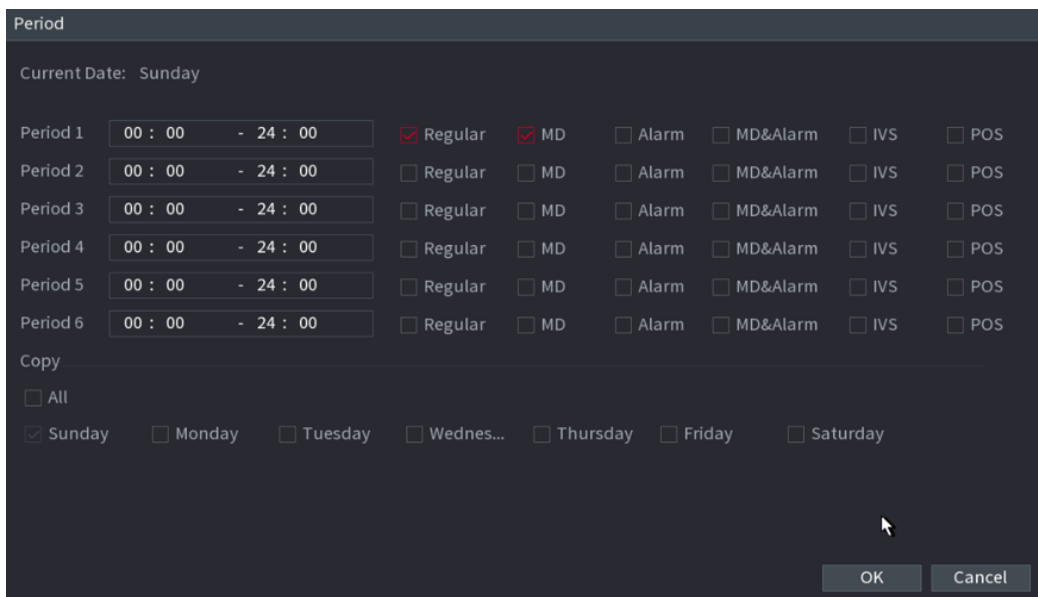 Period
Current Date: Sunday
Period 1 00 : 00 - 24 : 00 Regular MD Alarm MD&Alarm IVS POS
Period 2 00 : 00 - 24 : 00 Regular MD Alarm MD&Alarm IVS POS
Period 3 00 : 00 - 24 : 00 Regular MD Alarm MD&Alarm IVS POS
Period 4 00 : 00 - 24 : 00 Regular MD Alarm MD&Alarm IVS POS
Period 5 00 : 00 - 24 : 00 Regular MD Alarm MD&Alarm IVS POS
Period 6 00 : 00 - 24 : 00 Regular MD Alarm MD&Alarm IVS POS
Copy
All
Sunday Monday Tuesday Wednes... Thursday Friday Saturday
OK Cancel